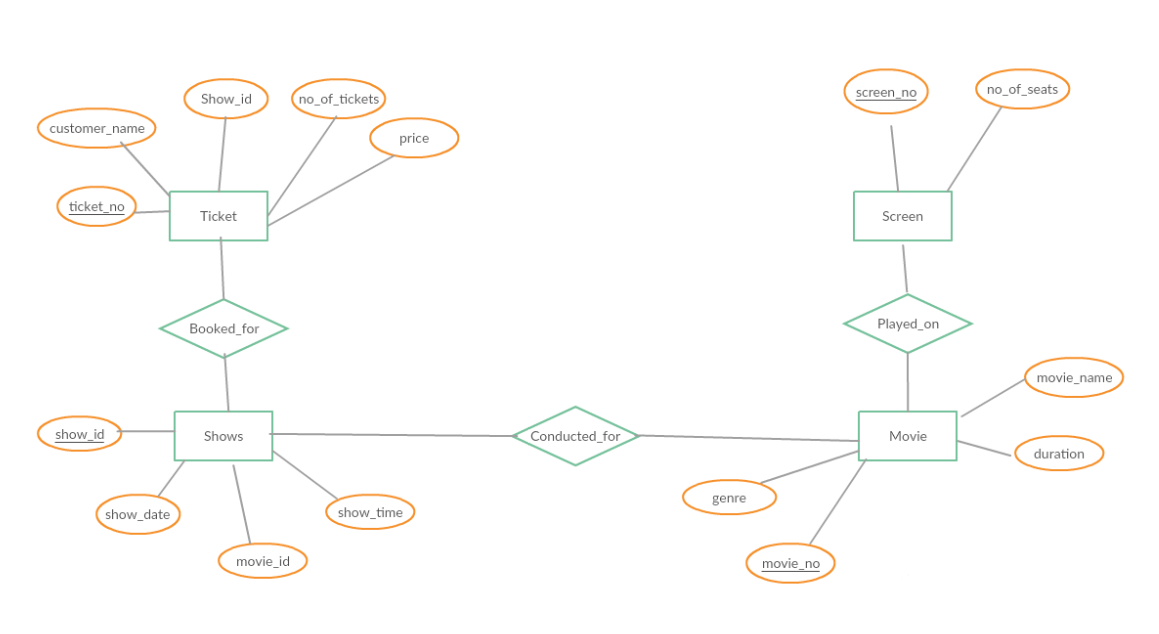 Show_id
no_of_tickets
screen_no
no_of_seats
customer_name
price
ticket_no
Ticket
Screen
Booked_for
Played_on
movie_name
show_id
Shows
Conducted_for
Movie
duration
genre
show_date
show_time
movie_id
movie_no